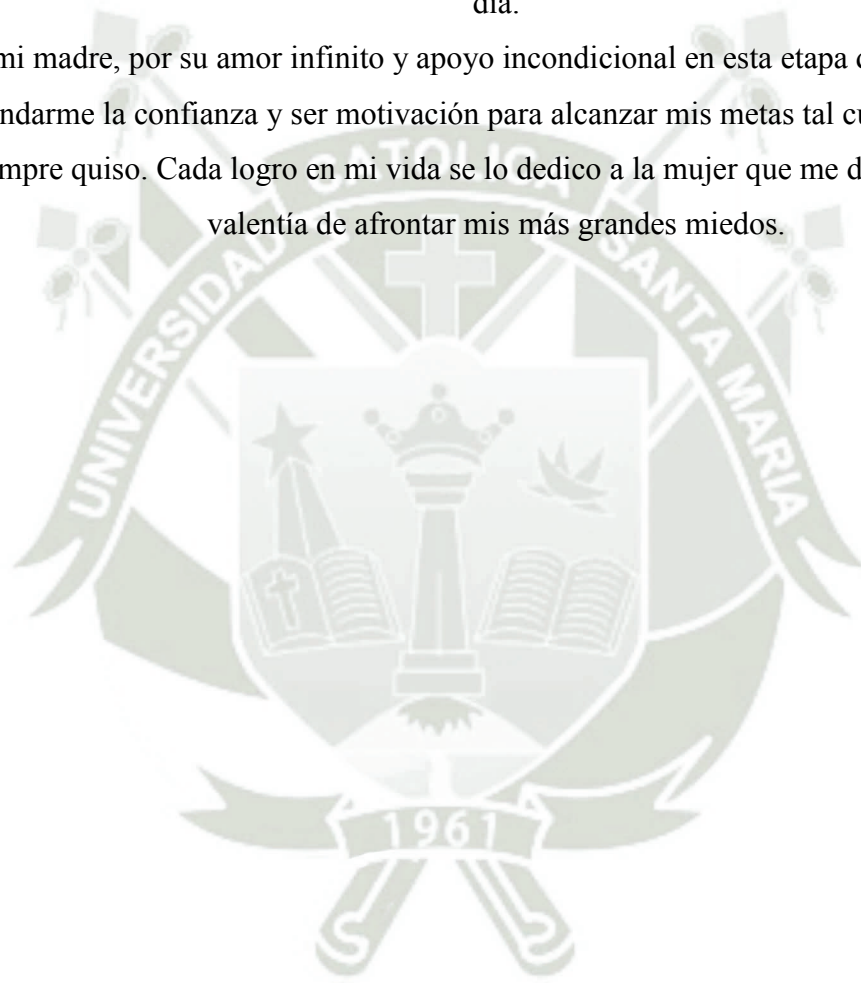 día.
mi madre, por su amor infinito y apoyo incondicional en esta etapa
ndarme la confianza y ser motivación para alcanzar mis metas tal
mpre quiso. Cada logro en mi vida se lo dedico a la mujer que me
valentía de afrontar mis más grandes miedos.
UNIVERSIDAD CATOLICA SANTA MARIA
1961